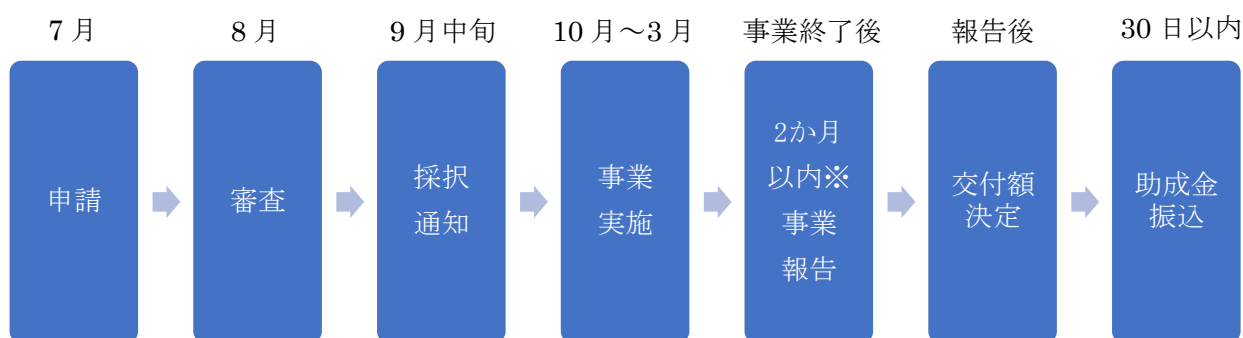 7月
8月
9月中旬
10月～3月
事業終了後
報告後
30日以内
申請
審査
採択
通知
事業
実施
2か月
以内※
事業
報告
交付額
決定
助成金
振込